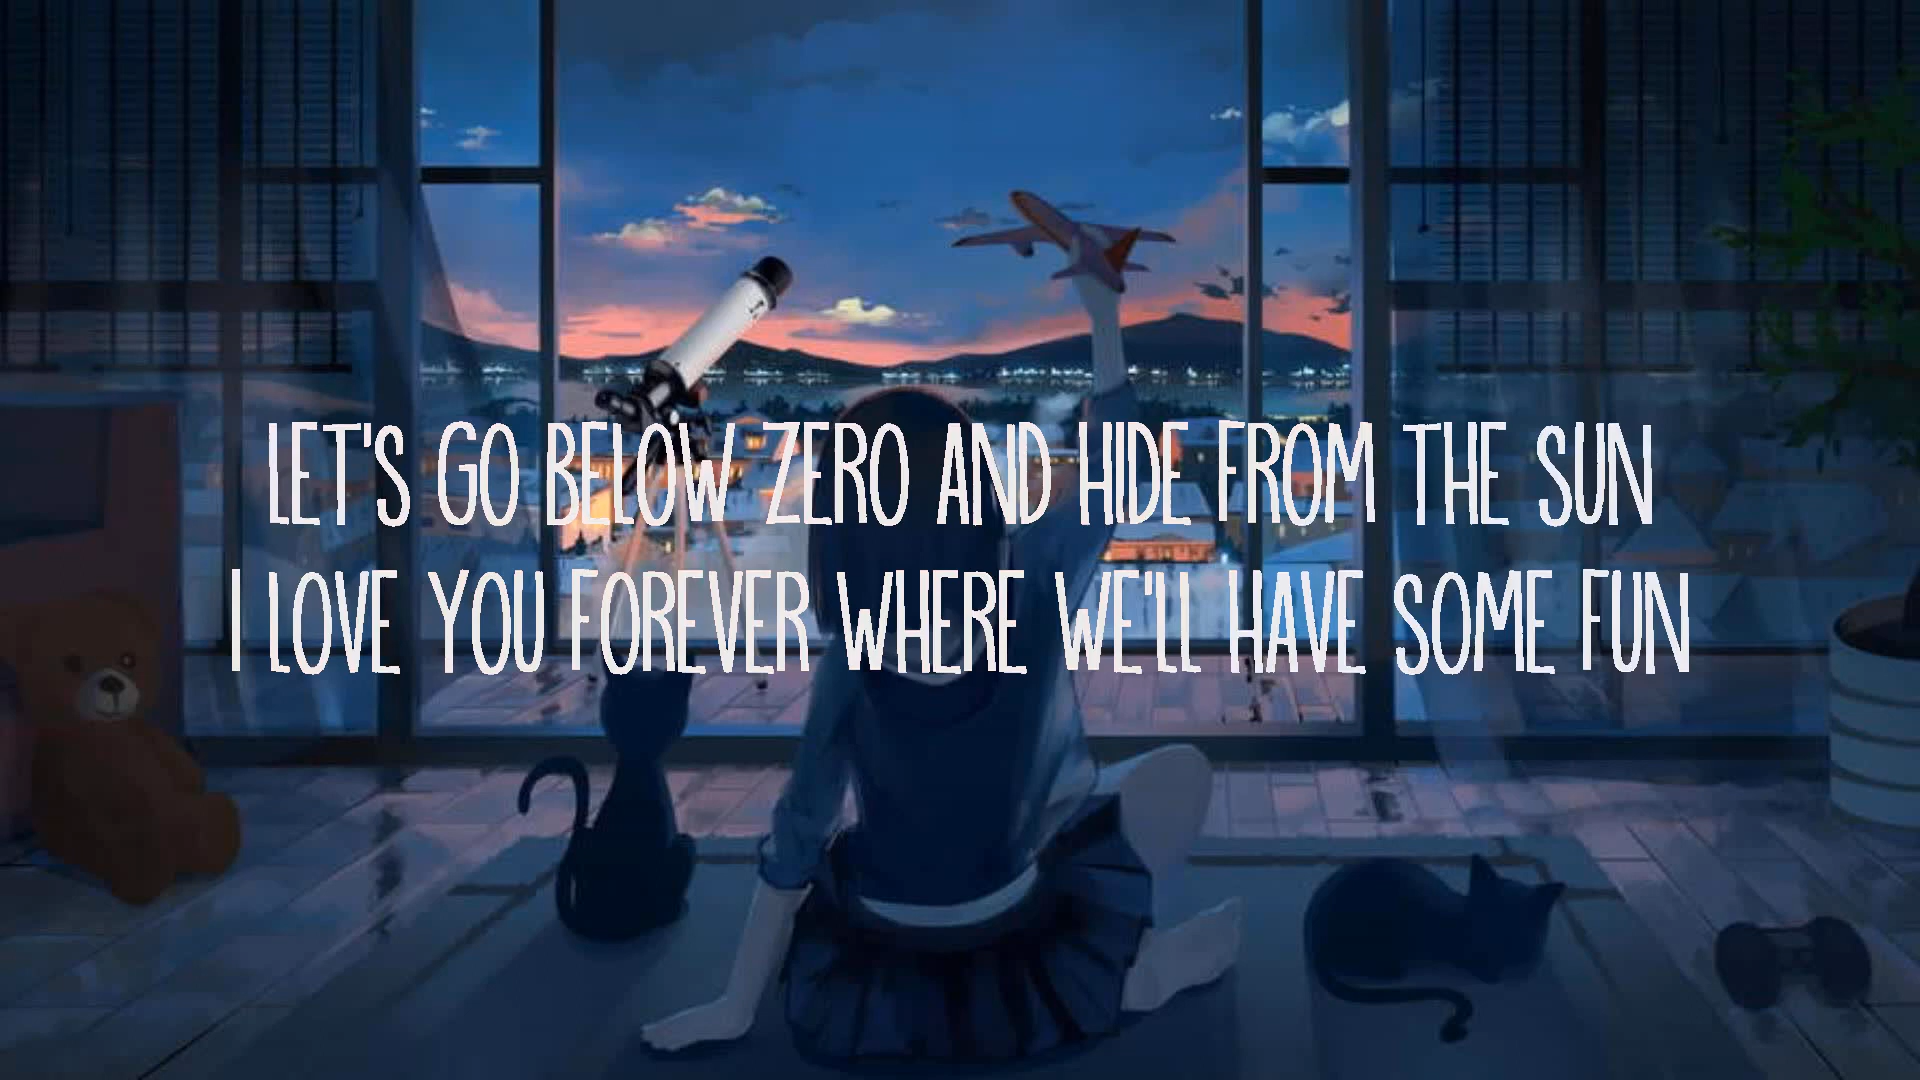 LET'S GO BELOW ZERO AND HIDE FROM THE SUN
I LOVE YOU FOREVER WHERE WE'LL HAVE SOME FUN